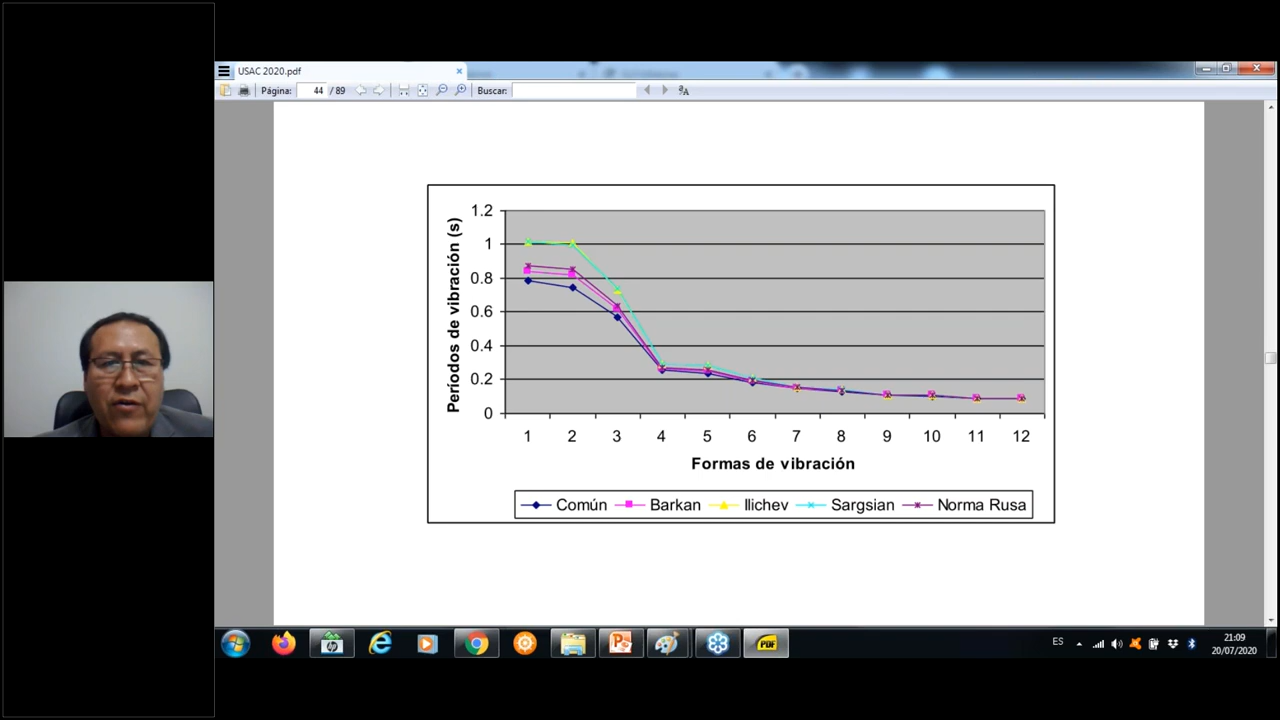 USAC 2020.pdf
Página: 44 / 89 Buscar:
Períodos de vibración (s)
1.2
1
0.8
0.6
0.4
0.2
0
1 2 3 4 5 6 7 8 9 10 11 12
Formas de vibración
Común Barkan Ilichev Sargsian Norma Rusa
ES 21:09
20/07/2020